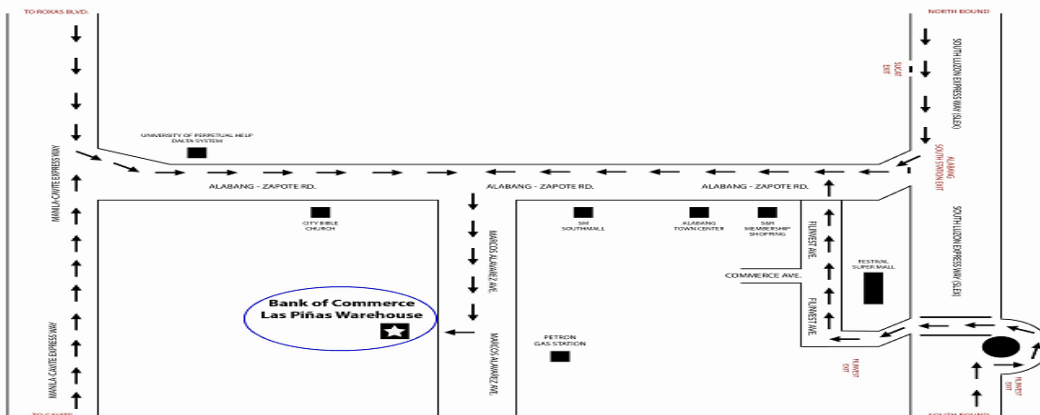 TO ROXAS BLVD.
NORTH BOUND
SOUTH LUZON EXPRESS WAY (SLEX)
SUCAT
EXIT
UNIVERSITY OF PERPETUAL HELP
DALTA SYSTEM
MANILA-CAVITE EXPRESS WAY
ALABANG
SOUTH STATION EXIT
ALABANG - ZAPOTE RD.
ALABANG - ZAPOTE RD.
ALABANG - ZAPOTE RD.
CITY BIBLE
CHURCH
SM
SOUTHMALL
ALABANG
TOWN CENTER
S&R
MEMBERSHIP
SHOPPING
FILINVEST AVE.
SOUTH LUZON EXPRESS WAY (SLEX)
MARCOS ALAVAREZ AVE.
FESTIVAL
SUPER MALL
COMMERCE AVE.
Bank of Commerce
Las Piñas Warehouse
FILINVEST AVE.
MANILA-CAVITE EXPRESS WAY
MARCOS ALAVAREZ AVE.
PETRON
GAS STATION
FILINVEST
EXIT
FILINVEST
EXIT
TO CAVITE
SOUTH BOUND